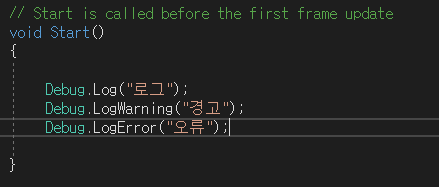 // Start is called before the first frame update
void Start()
{
Debug.Log("로그");
Debug.LogWarning("경고");
Debug.LogError("오류");
}